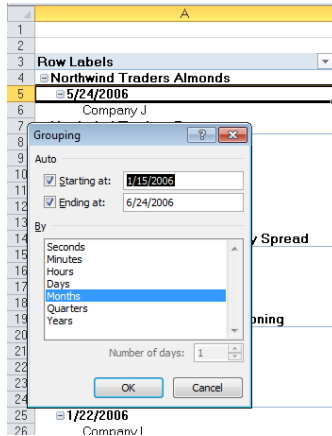 A
1
2
3 Row Labels
4 Northwind Traders Almonds
5 5/24/2006
6 Company J
7
8 Grouping
9 Auto
10 Starting at: 1/15/2006
11
12 Ending at: 6/24/2006
13 By
14 Seconds y Spread
15 Minutes
16 Hours
17 Days
Months
18 Quarters
19 Years oning
20
21 Number of days: 1
22
23 OK Cancel
24
25 1/22/2006
26 Company L